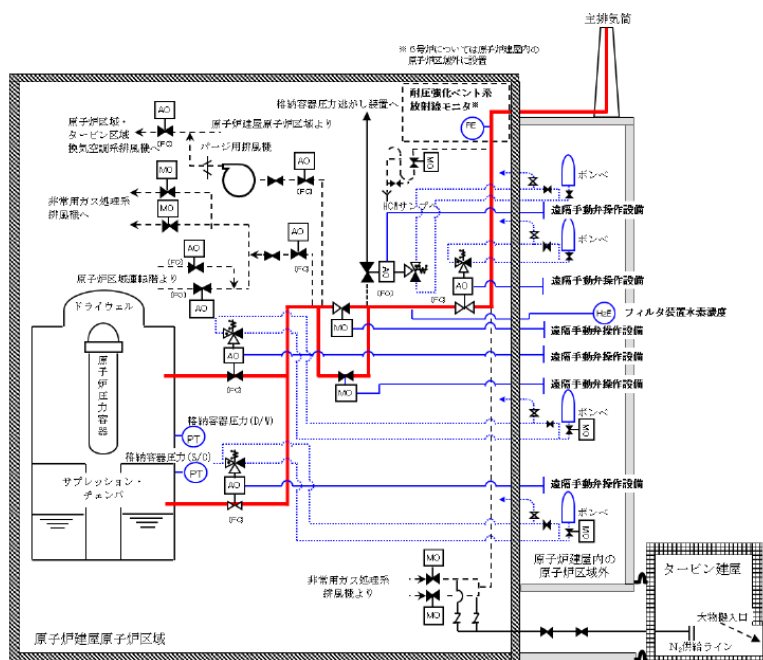 主排気筒
※６号炉については原子炉建屋内の
原子炉区域外に設置
耐圧強化ベント系
放射線モニタ※
RE
格納容器圧力逃がし装置へ
原子炉区域・
タービン区域
換気空調系排風機へ
AO
(FC)
原子炉建屋原子炉区域より
パージ用排風機
AO
(FC)
MO
MO
非常用ガス処理系
排風機へ
MO
AO
(FC)
HCWサンプへ
ボンベ
遠隔手動弁操作設備
ボンベ
AO
(FC)
原子炉区域運転階より
(FO)
AO
(FO)
(FC)
AO
遠隔手動弁操作設備
ドライウェル
AO
H2E
フィルタ装置水素濃度
MO
遠隔手動弁操作設備
原子炉圧力容器
AO
(FC)
遠隔手動弁操作設備
MO
遠隔手動弁操作設備
ボンベ
MO
格納容器圧力(D/W)
PT
格納容器圧力(S/C)
PT
サプレッション・
チェンバ
AO
(FC)
遠隔手動弁操作設備
ボンベ
MO
原子炉建屋内の
原子炉区域外
MO
非常用ガス処理系
排風機より
MO
タービン建屋
大物搬入口
N₂供給ライン
原子炉建屋原子炉区域